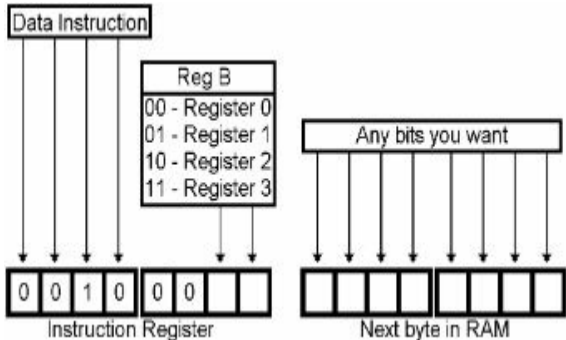 Data Instruction
Reg B
00 - Register 0
01 - Register 1
10 - Register 2
11 - Register 3
Any bits you want
0 0 1 0 0 0
Instruction Register
Next byte in RAM